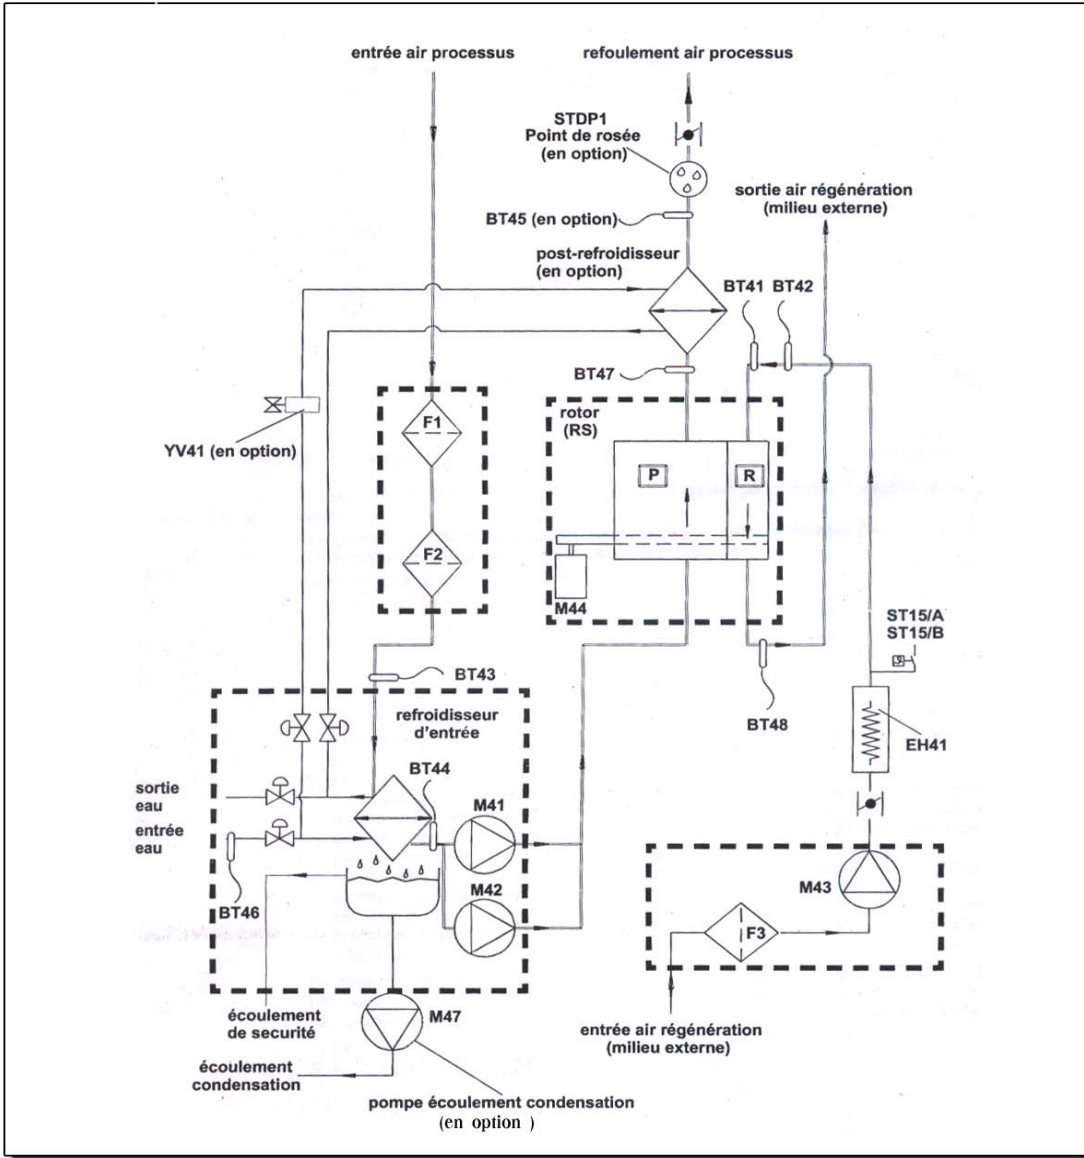 entrée air processus
refoulement air processus
STDP1
Point de rosée
(en option)
sortie air régénération
(milieu externe)
BT45 (en option)
post-refroidisseur
(en option)
BT41 BT42
BT47
rotor
(RS)
F1
YV41 (en option)
P
R
F2
M44
ST15/A
ST15/B
BT43
refroidisseur
d'entrée
BT48
EH41
BT44
sortie
eau
M41
entrée
eau
M43
M42
BT46
F3
écoulement
de securité
M47
entrée air régénération
(milieu externe)
écoulement
condensation
pompe écoulement condensation
(en option )